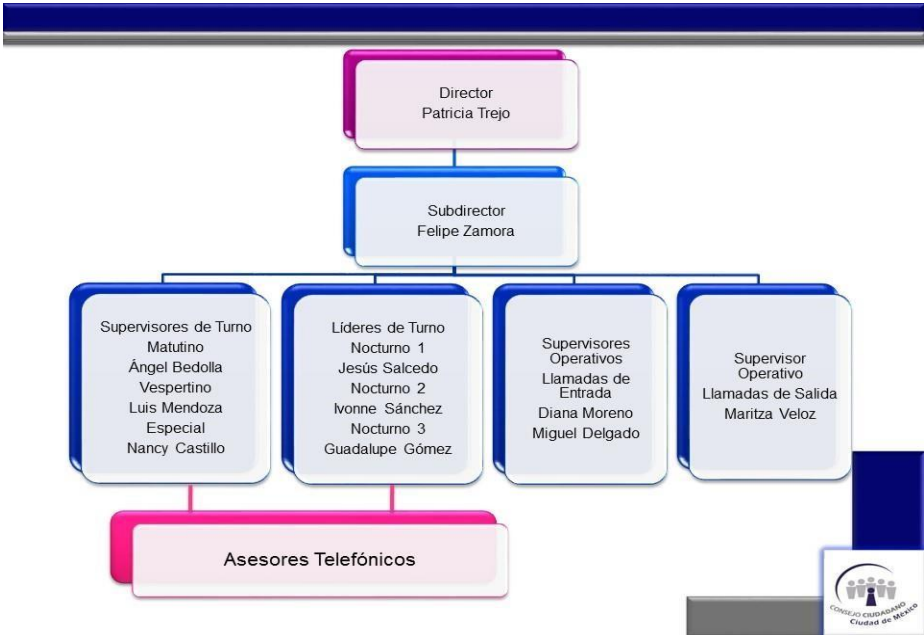 Director
Patricia Trejo
Subdirector
Felipe Zamora
Supervisores de Turno
Matutino
Ángel Bedolla
Vespertino
Luis Mendoza
Especial
Nancy Castillo
Líderes de Turno
Nocturno 1
Jesús Salcedo
Nocturno 2
Ivonne Sánchez
Nocturno 3
Guadalupe Gómez
Supervisores
Operativos
Llamadas de
Entrada
Diana Moreno
Miguel Delgado
Supervisor
Operativo
Llamadas de Salida
Maritza Veloz
Asesores Telefónicos
CONSEJO CIUDADANO
Ciudad de México